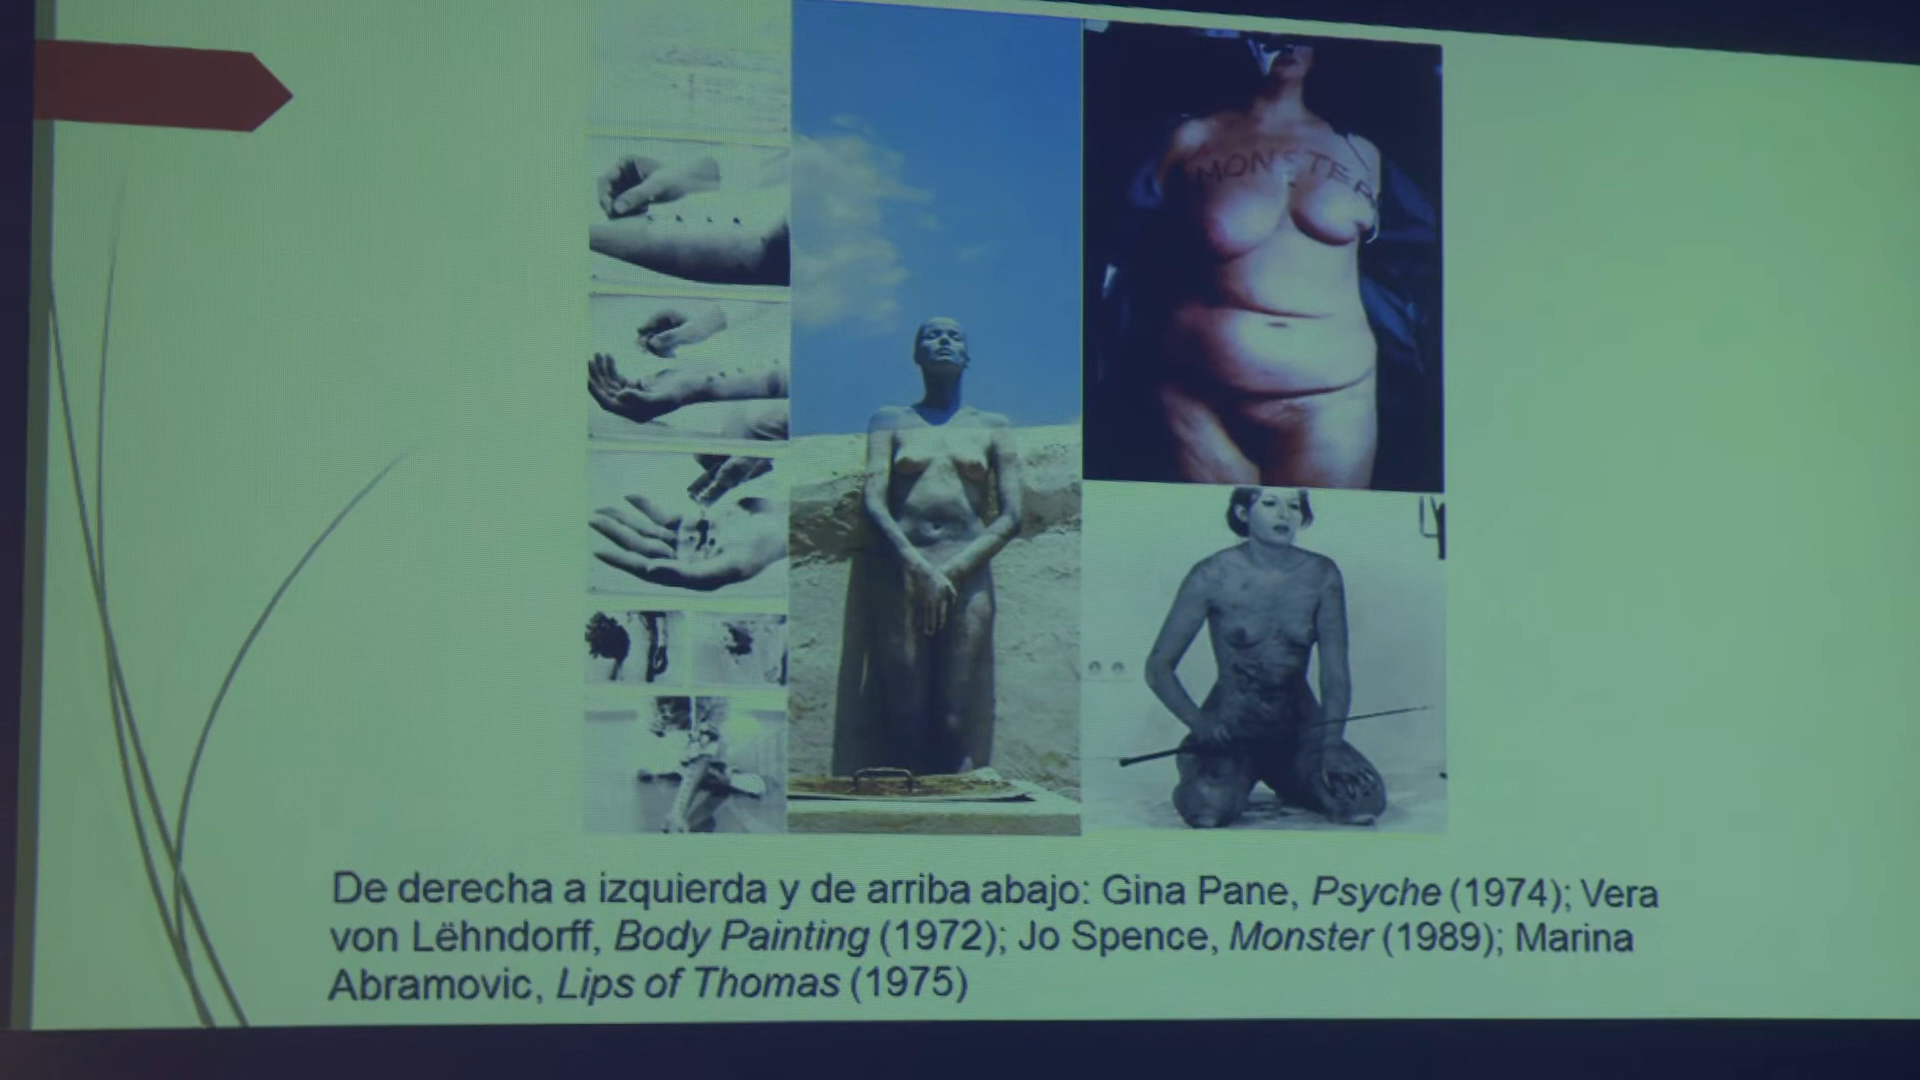 MONSTER
De derecha a izquierda y de arriba abajo: Gina Pane, Psyche (1974); Vera
von Lëhndorff, Body Painting (1972); Jo Spence, Monster (1989); Marina
Abramovic, Lips of Thomas (1975)